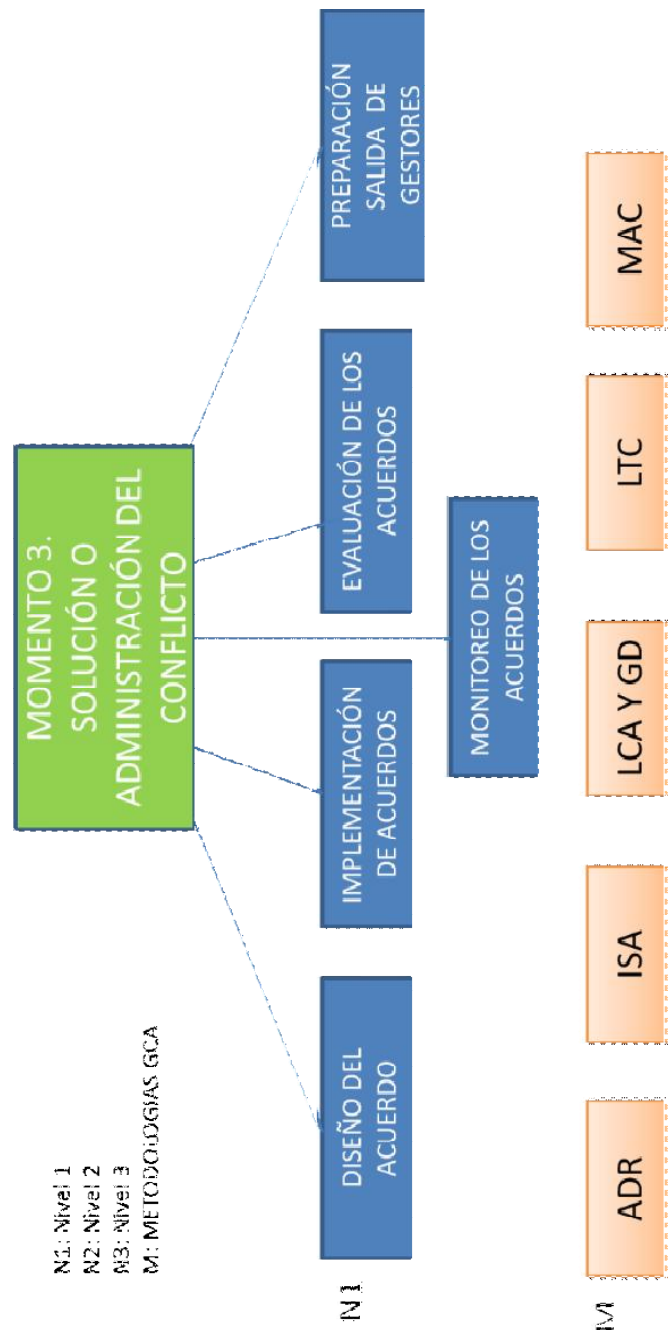 MOMENTO 3.
SOLUCIÓN O
ADMINISTRACIÓN DEL
CONFLICTO
N1: Nivel 1
N2: Nivel 2
N3: Nivel 3
M: METODOLOGIAS GCA
N 1
DISEÑO DEL
ACUERDO
IMPLEMENTACIÓN
DE ACUERDOS
EVALUACIÓN DE LOS
ACUERDOS
PREPARACIÓN
SALIDA DE
GESTORES
MONITOREO DE LOS
ACUERDOS
M
ADR
ISA
LCA Y GD
LTC
MAC